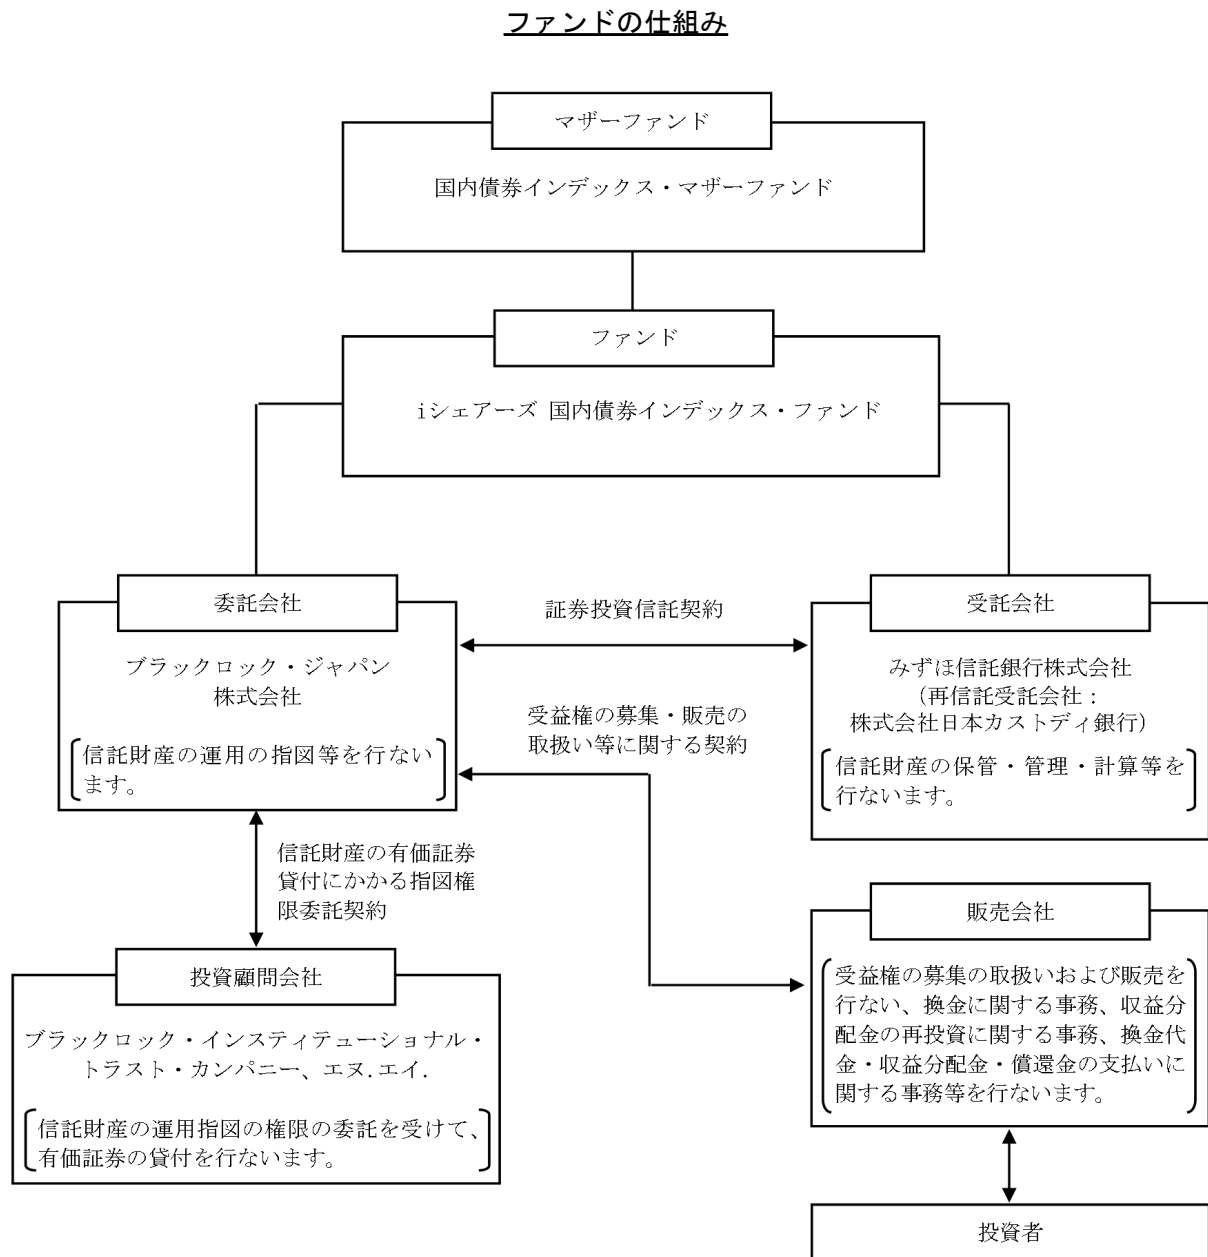 ファンドの仕組み
マザーファンド
国内債券インデックス・マザーファンド
ファンド
iシェアーズ 国内債券インデックス・ファンド
委託会社
ブラックロック・ジャパン
株式会社
信託財産の運用の指図等を行ない
ます。
証券投資信託契約
受益権の募集・販売の
取扱い等に関する契約
受託会社
みずほ信託銀行株式会社
（再信託受託会社：
株式会社日本カストディ銀行）
信託財産の保管・管理・計算等を
行ないます。
信託財産の有価証券
貸付にかかる指図権
限委託契約
投資顧問会社
ブラックロック・インスティテューショナル・
トラスト・カンパニー、エヌ.エイ.
信託財産の運用指図の権限の委託を受けて、
有価証券の貸付を行ないます。
販売会社
受益権の募集の取扱いおよび販売を
行ない、換金に関する事務、収益分
配金の再投資に関する事務、換金代
金・収益分配金・償還金の支払いに
関する事務等を行ないます。
投資者